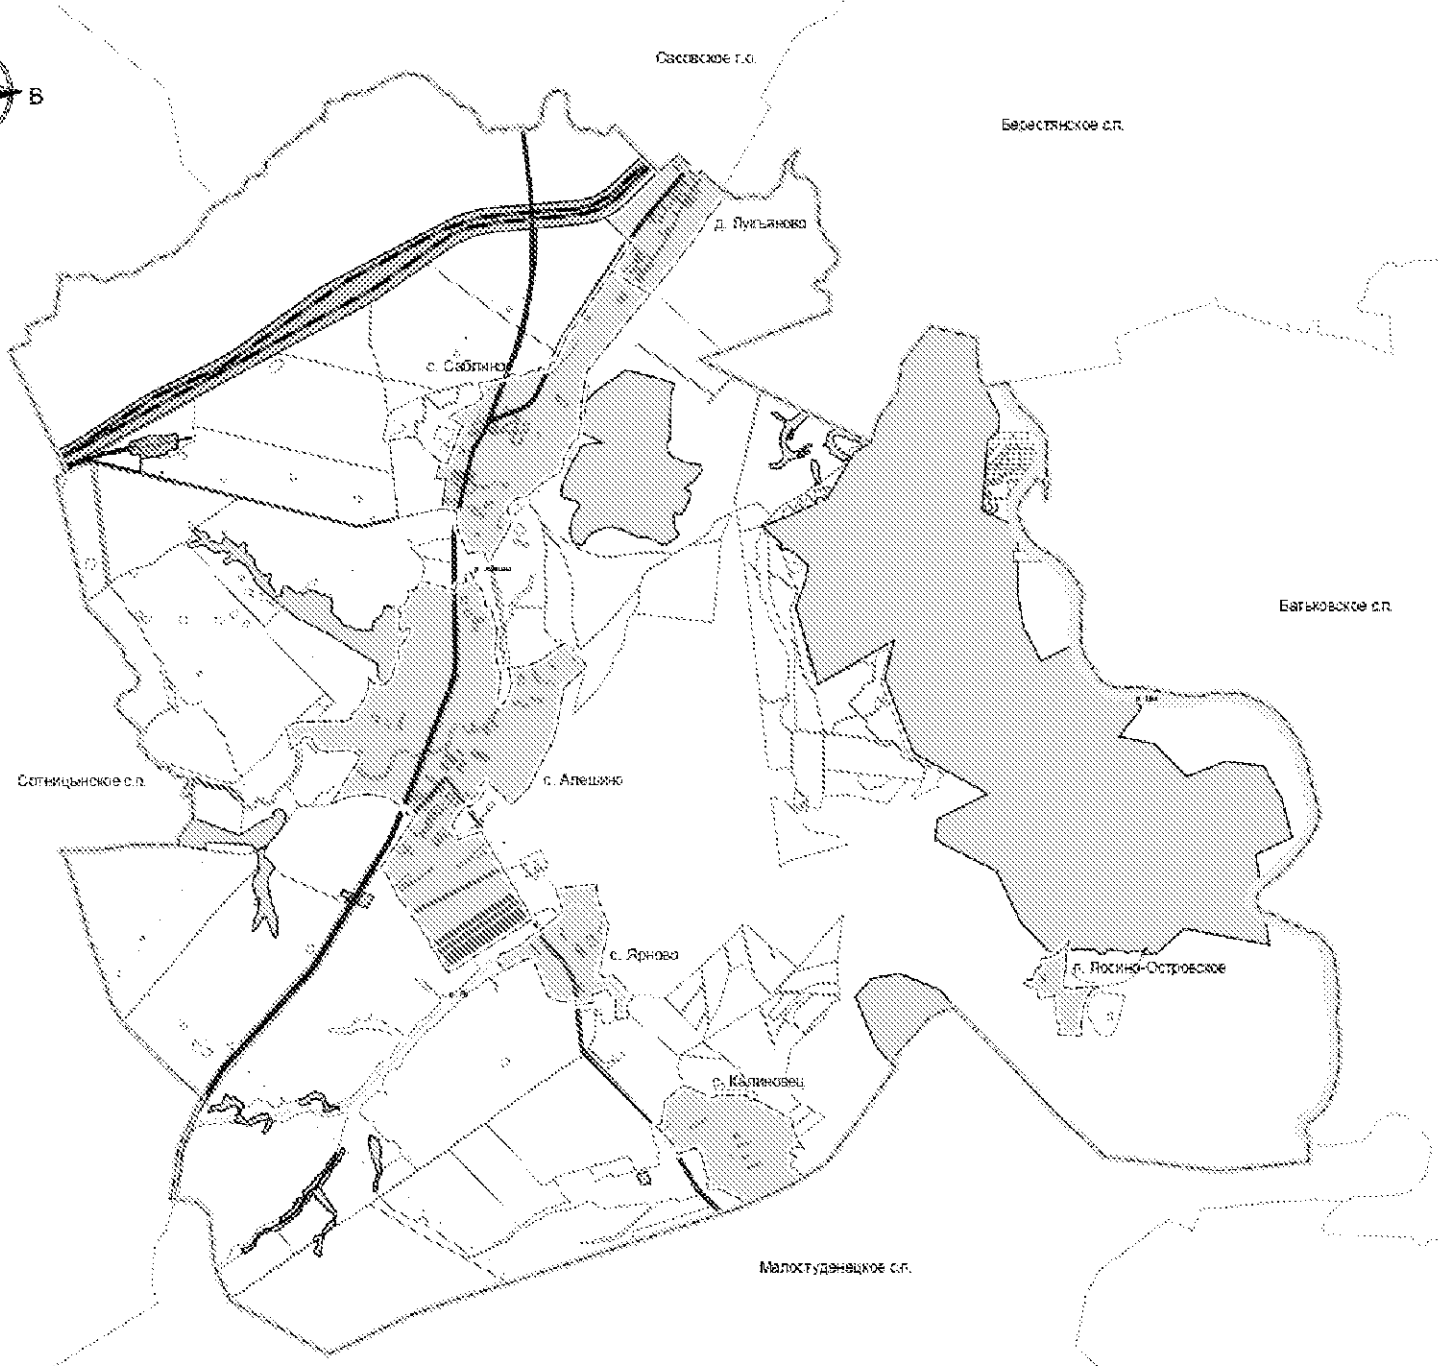 Сасовское г.о.
В
Берестянское с.п.
д. Лукьяново
с. Саблино
Батьковское с.п.
Сотницынское с.п.
с. Алешино
с. Ярново
п. Лосино-Островское
с. Калиновец
Малостуденецкое с.п.